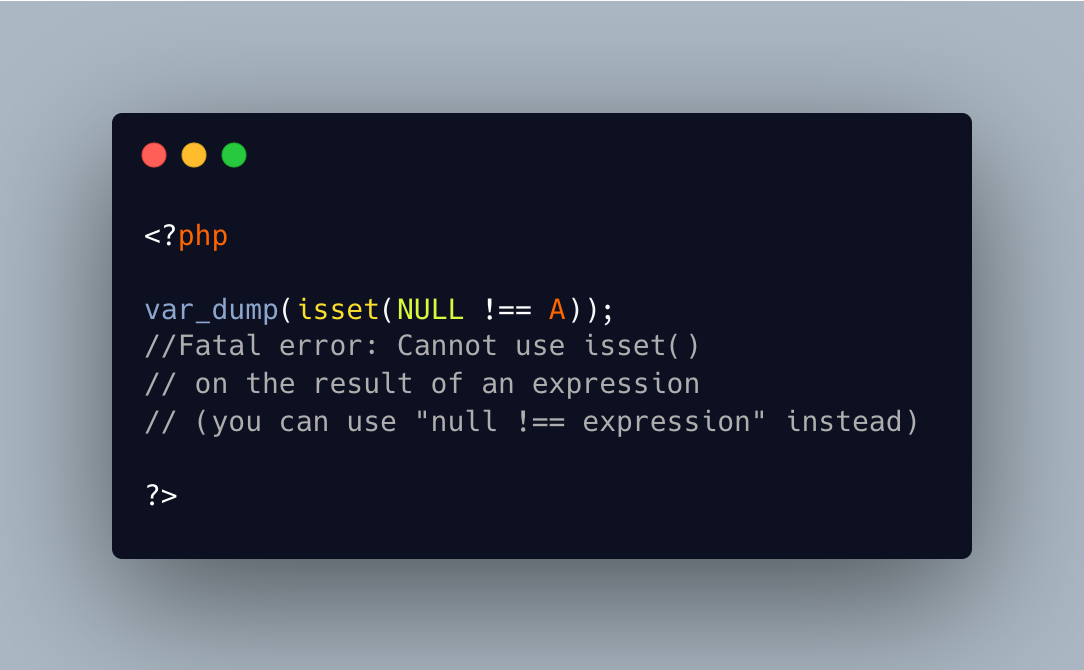 <?php
var_dump(isset(NULL !== A));
//Fatal error: Cannot use isset()
// on the result of an expression
// (you can use "null !== expression" instead)
?>